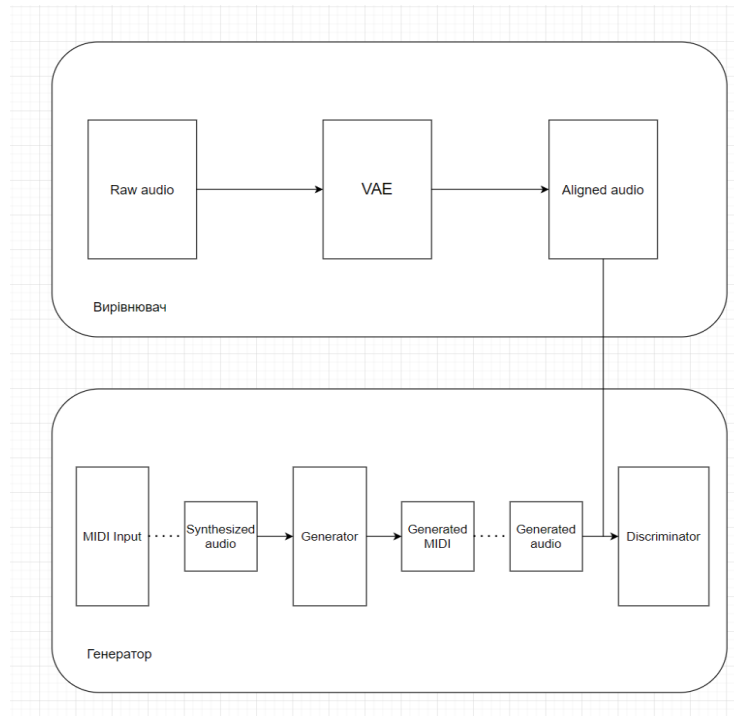 Raw audio
VAE
Aligned audio
Вирівнювач
MIDI Input
Synthesized
audio
Generator
Generated
MIDI
Generated
audio
Discriminator
Генератор